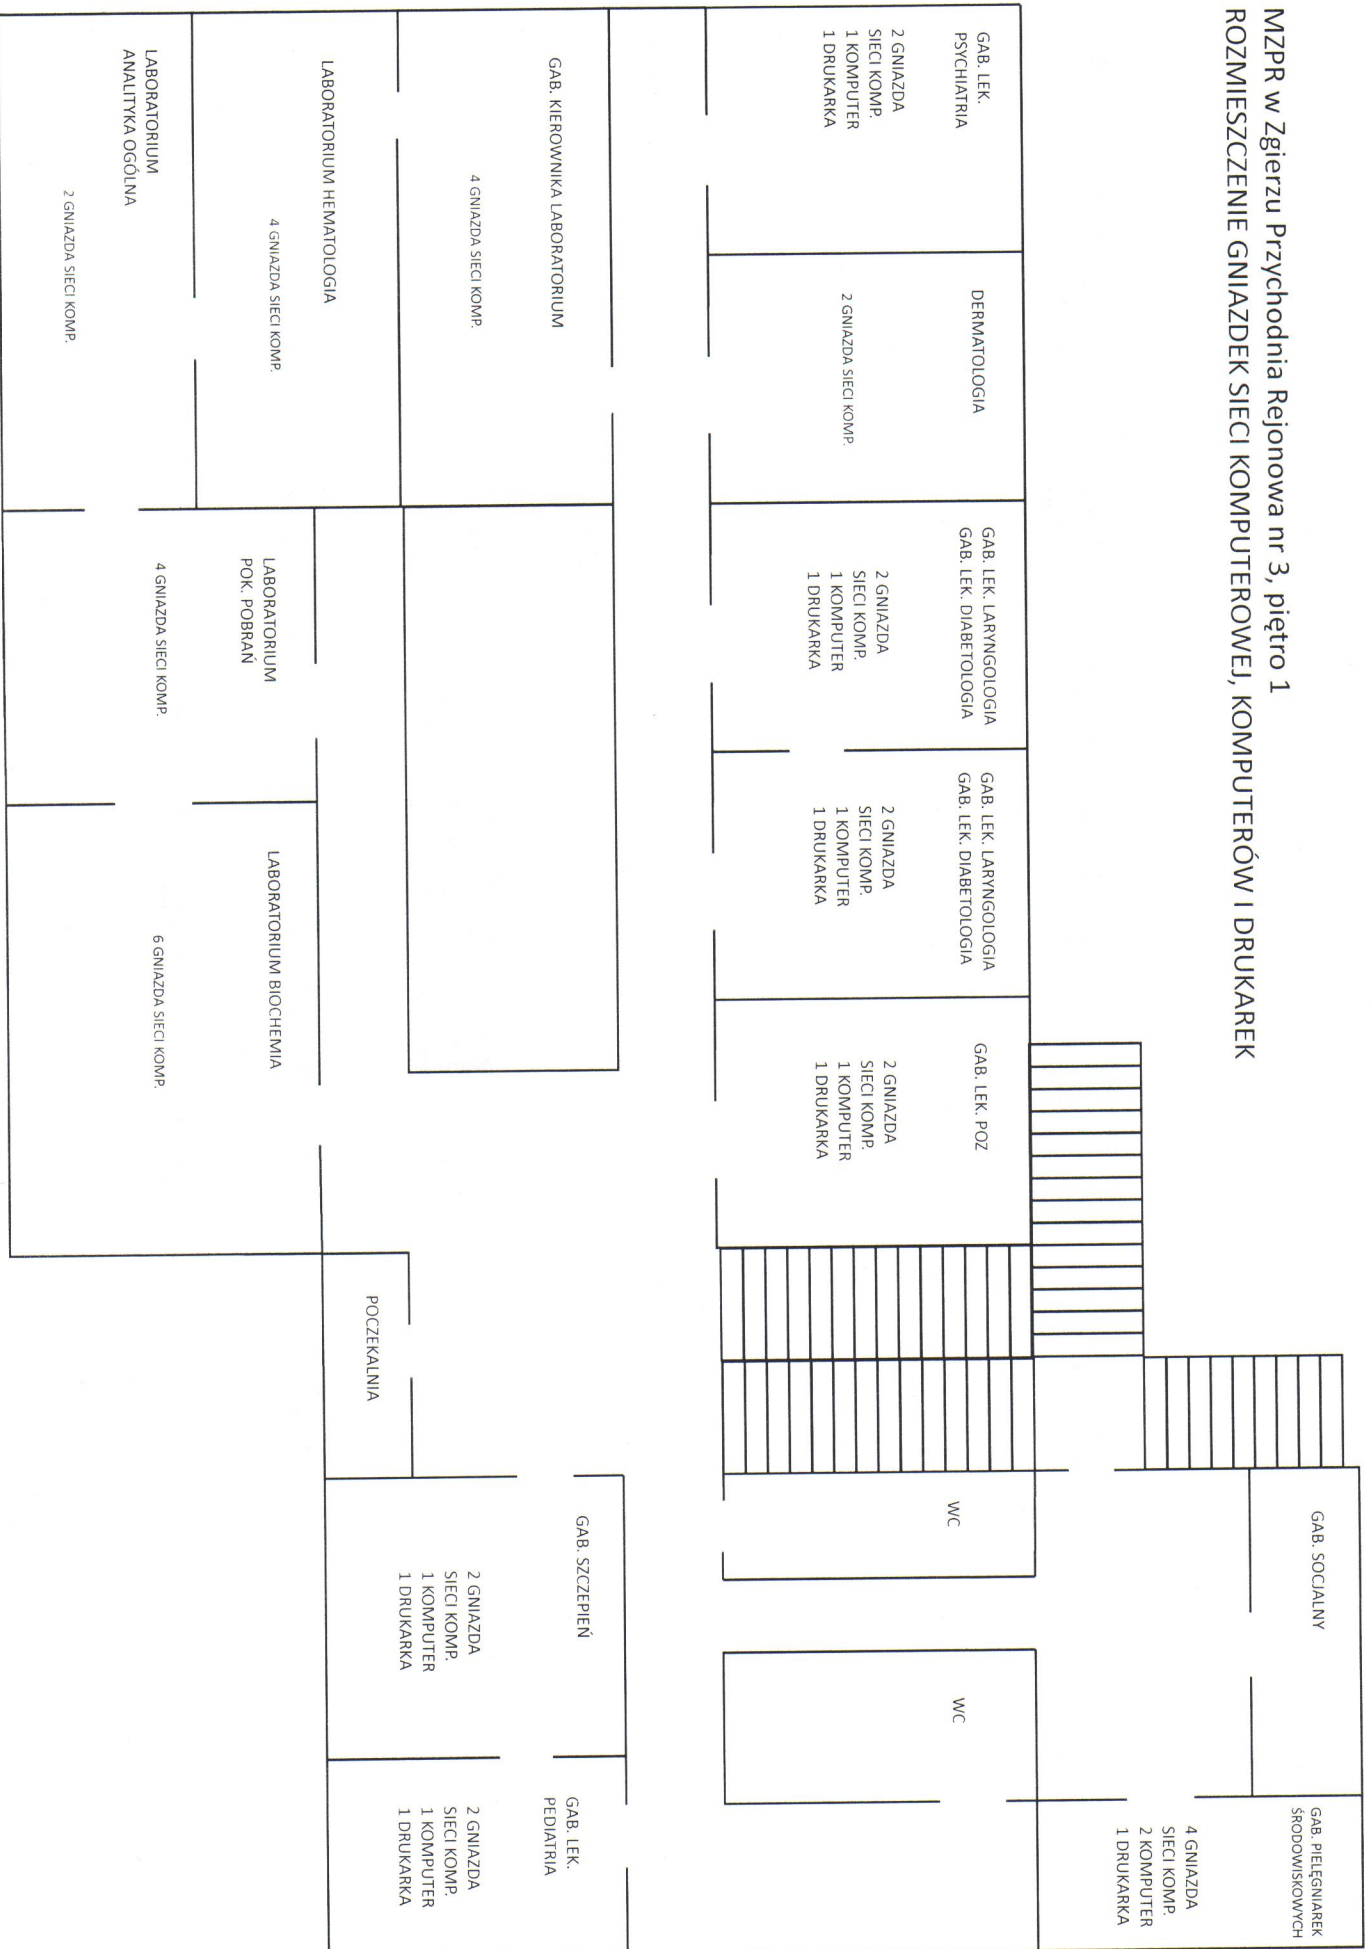 MZPR w Zgierzu Przychodnia Rejonowa nr 3, piętro 1
ROZMIESZCZENIE GNIAZDEK SIECI KOMPUTEROWEJ, KOMPUTERÓW I DRUKAREK
GAB. LEK.
PSYCHIATRIA
2 GNIAZDA
SIECI KOMP.
1 KOMPUTER
1 DRUKARKA
DERMATOLOGIA
2 GNIAZDA SIECI KOMP.
GAB. LEK. LARYNGOLOGIA
GAB. LEK. DIABETOLOGIA
2 GNIAZDA
SIECI KOMP.
1 KOMPUTER
1 DRUKARKA
GAB. LEK. LARYNGOLOGIA
GAB. LEK. DIABETOLOGIA
2 GNIAZDA
SIECI KOMP.
1 KOMPUTER
1 DRUKARKA
GAB. LEK. POZ
2 GNIAZDA
SIECI KOMP.
1 KOMPUTER
1 DRUKARKA
GAB. SOCJALNY
GAB. PIELĘGNIAREK
ŚRODOWISKOWYCH
4 GNIAZDA
SIECI KOMP.
2 KOMPUTER
1 DRUKARKA
WC
WC
GAB. KIEROWNIKA LABORATORIUM
4 GNIAZDA SIECI KOMP.
LABORATORIUM HEMATOLOGIA
4 GNIAZDA SIECI KOMP.
LABORATORIUM
ANALITYKA OGÓLNA
2 GNIAZDA SIECI KOMP.
LABORATORIUM
POK. POBRAŃ
4 GNIAZDA SIECI KOMP.
LABORATORIUM BIOCHEMIA
6 GNIAZDA SIECI KOMP.
POCZEKALNIA
GAB. SZCZEPIEŃ
2 GNIAZDA
SIECI KOMP.
1 KOMPUTER
1 DRUKARKA
GAB. LEK.
PEDIATRIA
2 GNIAZDA
SIECI KOMP.
1 KOMPUTER
1 DRUKARKA